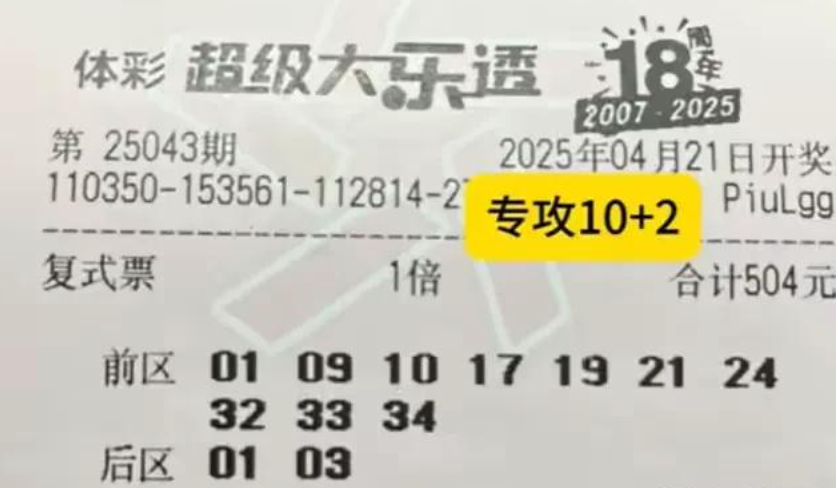 体彩 超级大乐透 18周年
2007-2025
第 25043期 2025年04月21日开奖
110350-153561-112814-2 PiuLgg
专攻10+2
复式票 1倍 合计504元
前区 01 09 10 17 19 21 24
32 33 34
后区 01 03